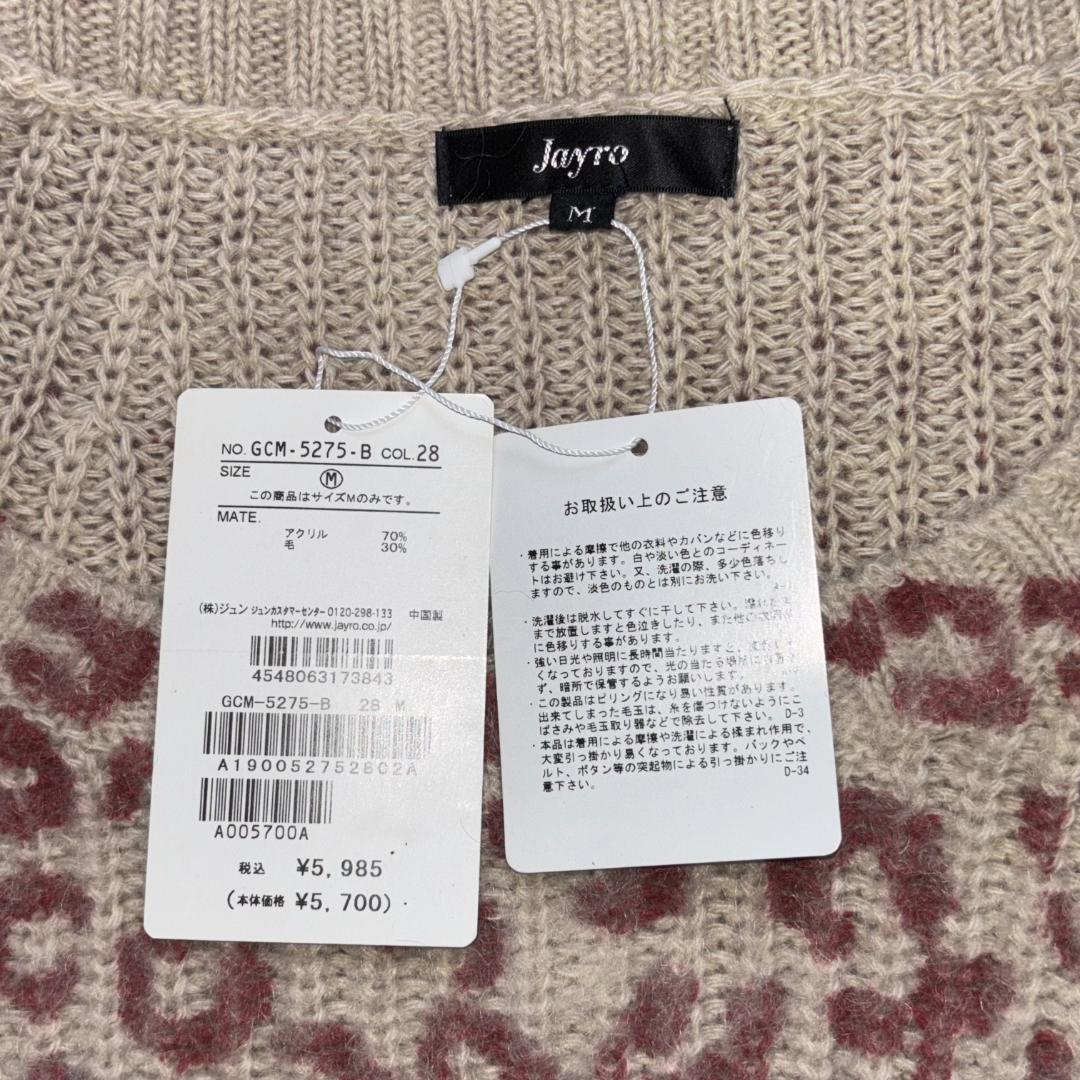 Jayro
M
NO. GCM-5275-B COL. 28
SIZE Ⓜ
この商品はサイズMのみです。
MATE.
アクリル 70%
毛 30%
(株)ジュン ジュンカスタマーセンター 0120-298-133 中国製
http://www.jayro.co.jp/
4548063173843
GCM-5275-B 28 M
A190052752802A
A005700A
税込 ¥5,985
(本体価格 ¥5,700)
お取扱い上のご注意
・着用による摩擦で他の衣料やカバンなどに色移り
する事があります。白や淡い色とのコーディネー
トはお避け下さい。又、洗濯の際、多少色落ちし
ますので、淡色のものとは別にお洗い下さい。
・洗濯後は脱水してすぐに干して下さい。濡れたま
まで放置しますと色泣きしたり、また他の
に色移りする事があります。
・強い日光や照明に長時間当たりますと、
くなっておりますので、光の当たる場所に
ず、暗所で保管するようお願いします。
・この製品はピリングになり易い性質があります。
出来てしまった毛玉は、糸を傷つけないようにこ
ばさみや毛玉取り器などで除去して下さい。 D-3
・本品は着用による摩擦や洗濯による揉まれ作用で、
大変引っ掛かり易くなっております。バックやベ
ルト、ボタン等の突起物による引っ掛かりにご注
意下さい。 D-34